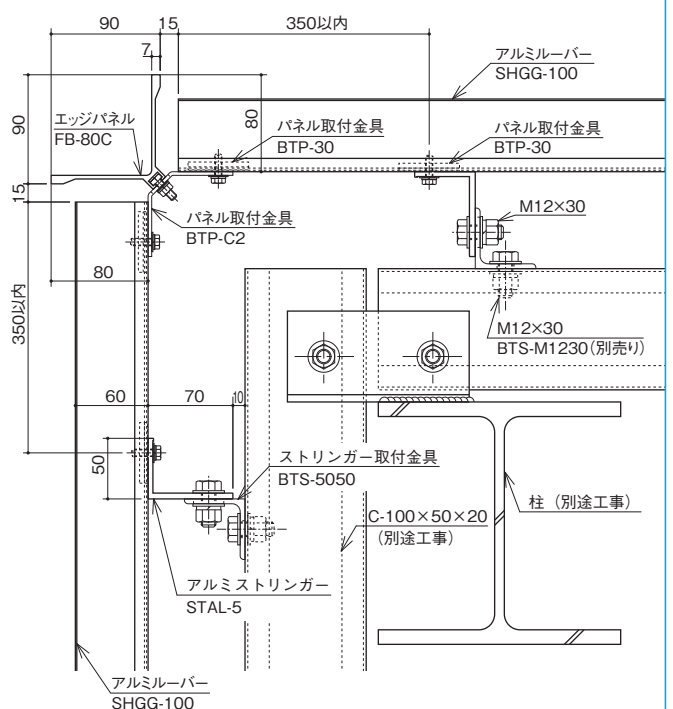 90
15
350以内
7
アルミルーバー
SHGG-100
90
80
エッジパネル
FB-80C
パネル取付金具
BTP-30
パネル取付金具
BTP-30
15
パネル取付金具
BTP-C2
M12×30
80
350以内
M12×30
BTS-M1230(別売り)
60
70
10
50
ストリンガー取付金具
BTS-5050
C-100×50×20
(別途工事)
柱(別途工事)
アルミストリンガー
STAL-5
アルミルーバー
SHGG-100